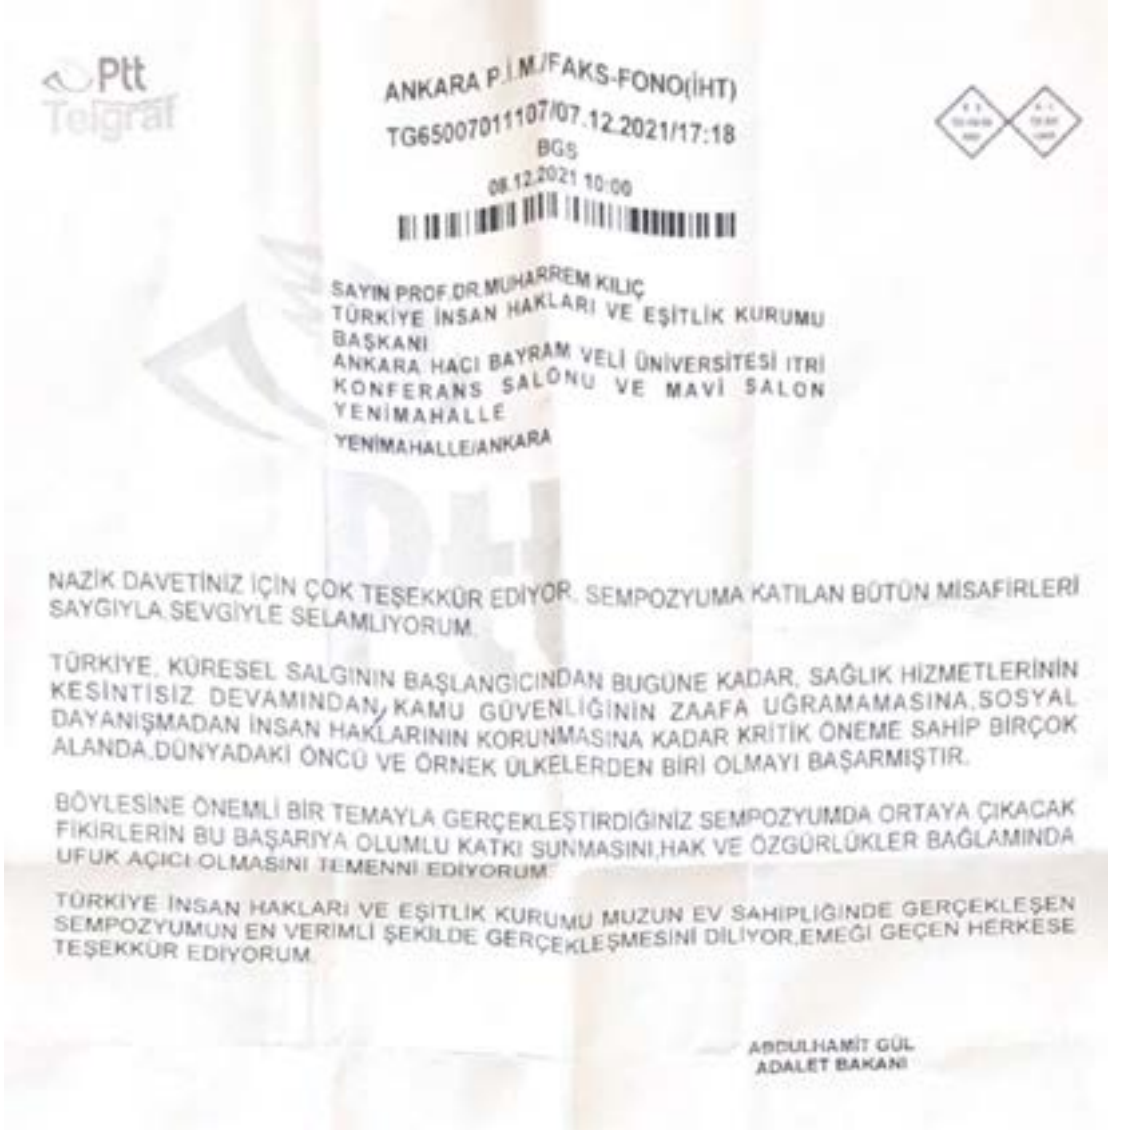 Ptt
Telgraf
ANKARA P.İ.M./FAKS-FONO(İHT)
TG65007011107/07.12.2021/17:18
BGS
08.12.2021 10:00
SAYIN PROF.DR.MUHARREM KILIÇ
TÜRKİYE İNSAN HAKLARI VE EŞİTLİK KURUMU
BAŞKANI
ANKARA HACI BAYRAM VELİ ÜNİVERSİTESİ ITRİ
KONFERANS SALONU VE MAVİ SALON
YENİMAHALLE
YENİMAHALLE/ANKARA
Ptt
NAZİK DAVETİNİZ İÇİN ÇOK TEŞEKKÜR EDİYOR, SEMPOZYUMA KATILAN BÜTÜN MİSAFİRLERİ
SAYGIYLA,SEVGİYLE SELAMLIYORUM.
TÜRKİYE, KÜRESEL SALGININ BAŞLANGICINDAN BUGÜNE KADAR, SAĞLIK HİZMETLERİNİN
KESİNTİSİZ DEVAMINDAN, KAMU GÜVENLİĞİNİN ZAAFA UĞRAMAMASINA,SOSYAL
DAYANIŞMADAN İNSAN HAKLARININ KORUNMASINA KADAR KRİTİK ÖNEME SAHİP BİRÇOK
ALANDA,DÜNYADAKİ ÖNCÜ VE ÖRNEK ÜLKELERDEN BİRİ OLMAYI BAŞARMIŞTIR.
BÖYLESİNE ÖNEMLİ BİR TEMAYLA GERÇEKLEŞTİRDİĞİNİZ SEMPOZYUMDA ORTAYA ÇIKACAK
FİKİRLERİN BU BAŞARIYA OLUMLU KATKI SUNMASINI,HAK VE ÖZGÜRLÜKLER BAĞLAMINDA
UFUK AÇICI OLMASINI TEMENNİ EDİYORUM.
TÜRKİYE İNSAN HAKLARI VE EŞİTLİK KURUMU MUZUN EV SAHİPLİĞİNDE GERÇEKLEŞEN
SEMPOZYUMUN EN VERİMLİ ŞEKİLDE GERÇEKLEŞMESİNİ DİLİYOR,EMEĞİ GEÇEN HERKESE
TEŞEKKÜR EDİYORUM.
ABDULHAMİT GÜL
ADALET BAKANI